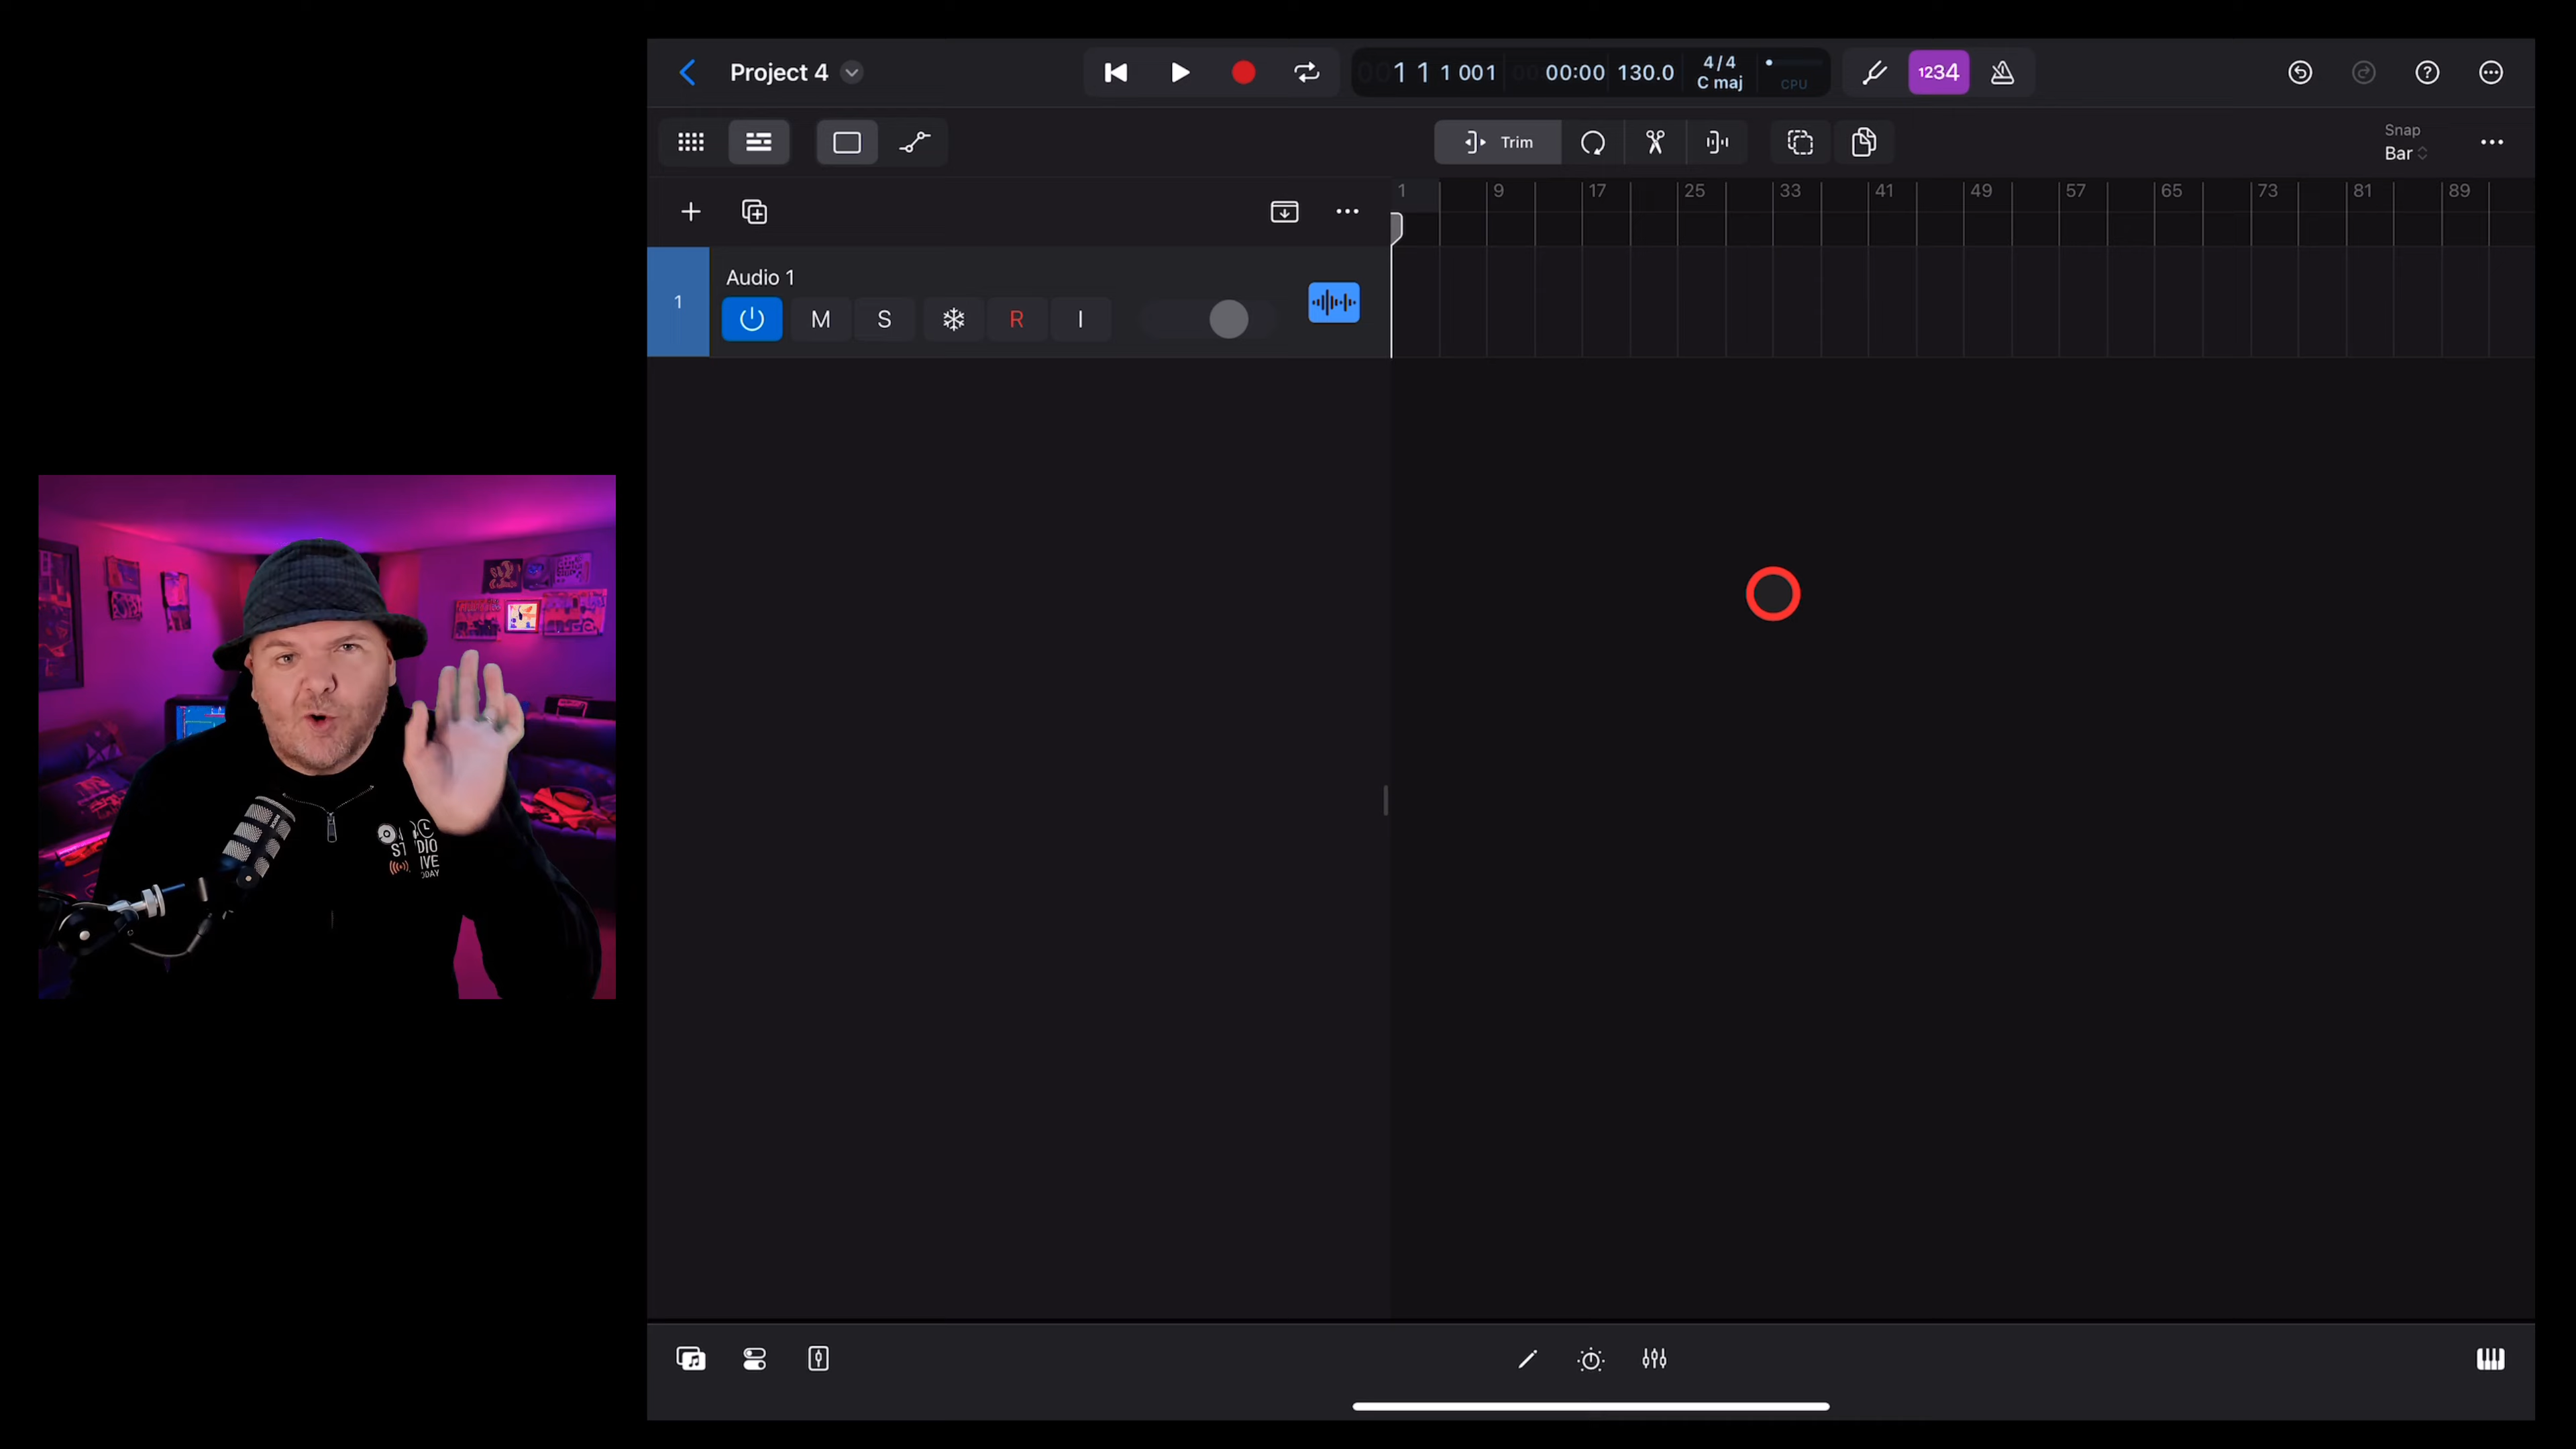 Project 4
1 1 1 001
00:00
130.0
4/4
C maj
CPU
1234
Trim
Snap
Bar
1 9 17 25 33 41 49 57 65 73 81 89
1
Audio 1
M S R I